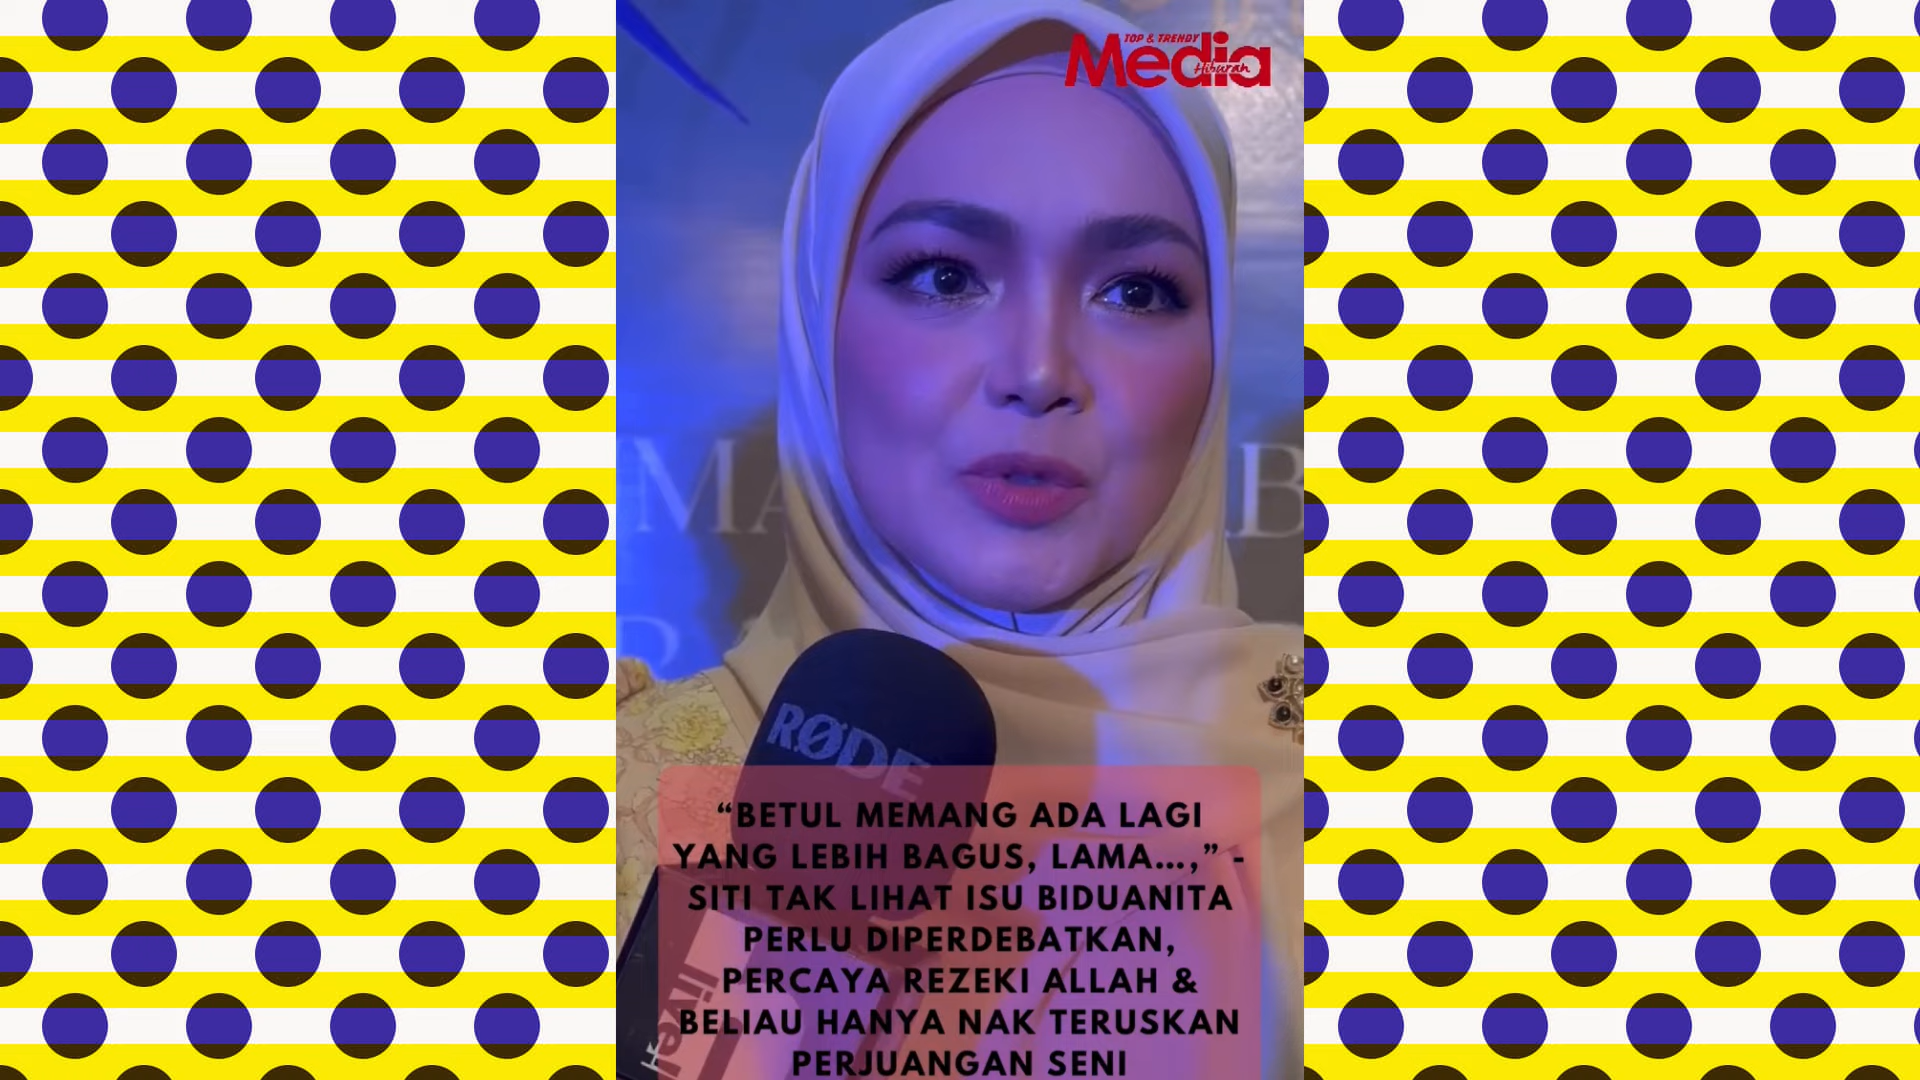 TOP & TRENDY
Media
Hiburan
MA
B
RØDE
"BETUL MEMANG ADA LAGI
YANG LEBIH BAGUS, LAMA...," -
SITI TAK LIHAT ISU BIDUANITA
PERLU DIPERDEBATKAN,
PERCAYA REZEKI ALLAH &
BELIAU HANYA NAK TERUSKAN
PERJUANGAN SENI